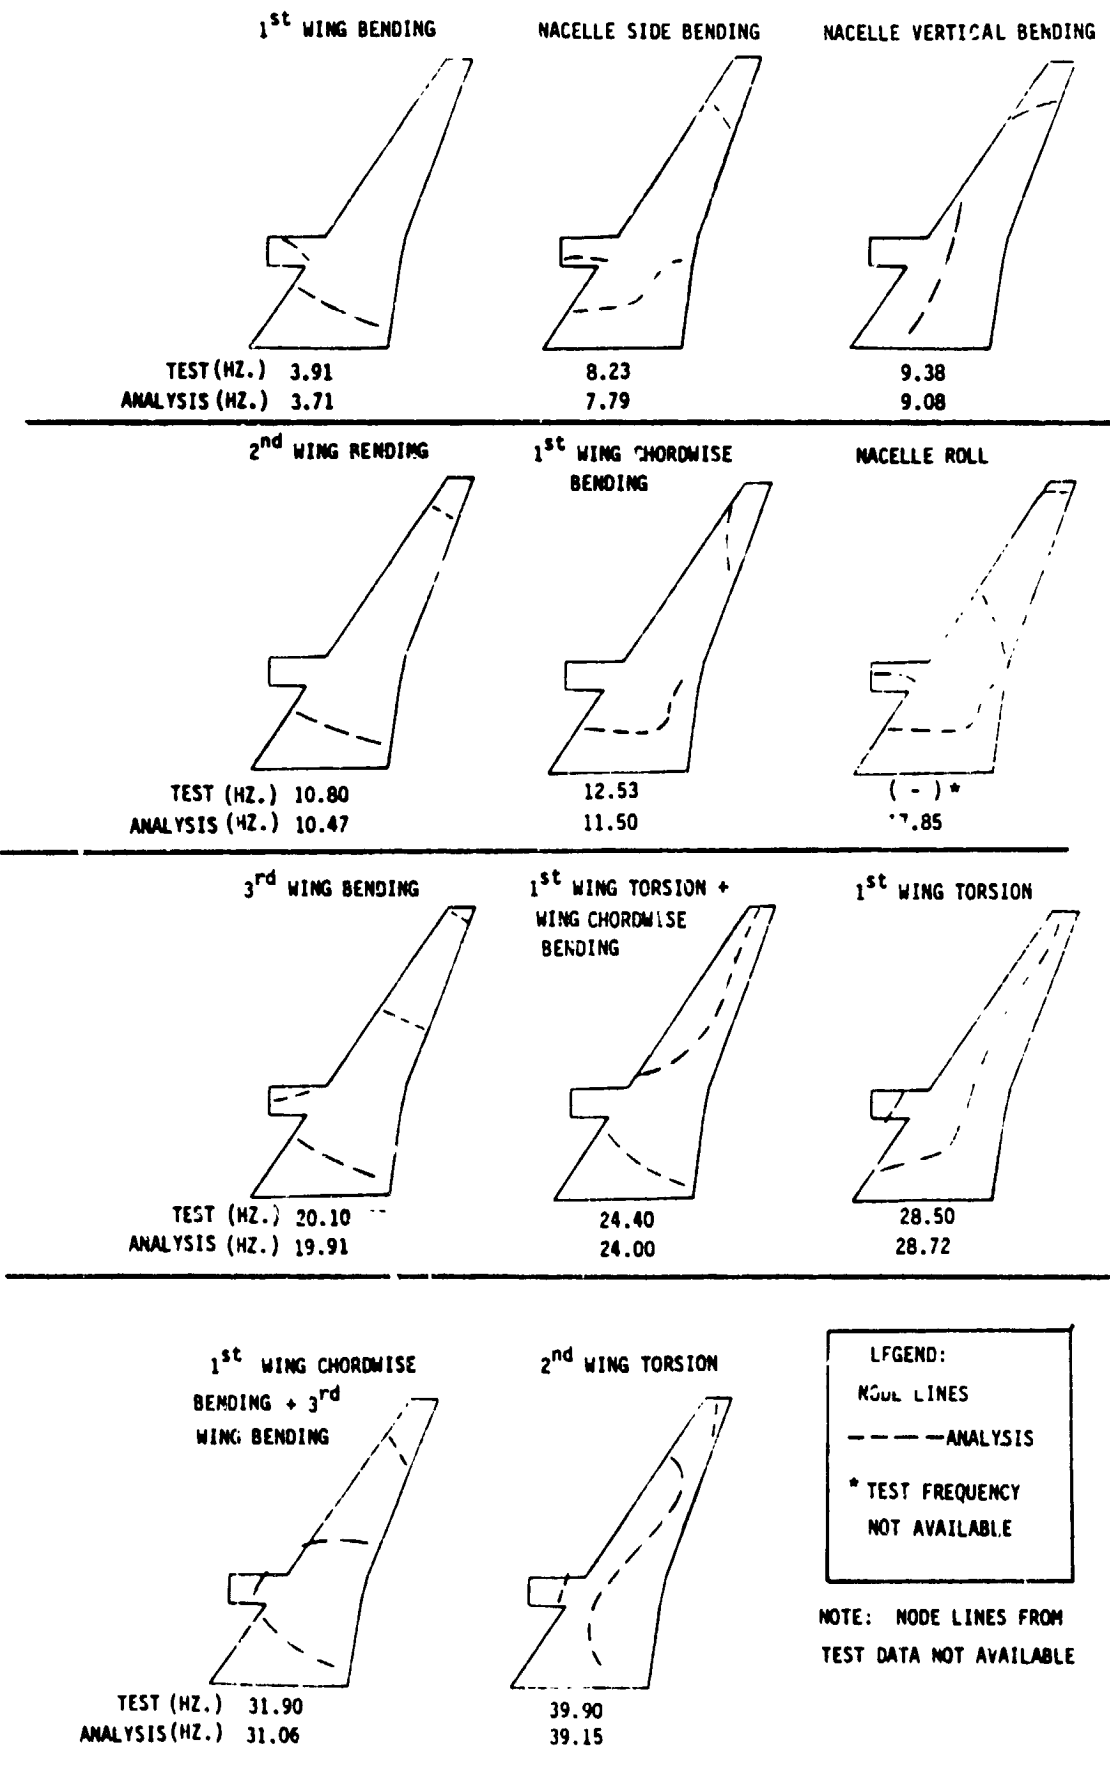 1st WING BENDING
NACELLE SIDE BENDING
NACELLE VERTICAL BENDING
TEST (HZ.) 3.91
8.23
9.38
ANALYSIS (HZ.) 3.71
7.79
9.08
2nd WING BENDING
1st WING CHORDWISE
BENDING
NACELLE ROLL
TEST (HZ.) 10.80
12.53
( - )*
ANALYSIS (HZ.) 10.47
11.50
3rd WING BENDING
1st WING TORSION +
WING CHORDWISE
BENDING
1st WING TORSION
TEST (HZ.) 20.10
24.40
28.50
ANALYSIS (HZ.) 19.91
24.00
28.72
1st WING CHORDWISE
BENDING + 3rd
WING BENDING
2nd WING TORSION
TEST (HZ.) 31.90
39.90
ANALYSIS (HZ.) 31.06
39.15
LEGEND:
NODE LINES
-----ANALYSIS
* TEST FREQUENCY
NOT AVAILABLE
NOTE: NODE LINES FROM
TEST DATA NOT AVAILABLE